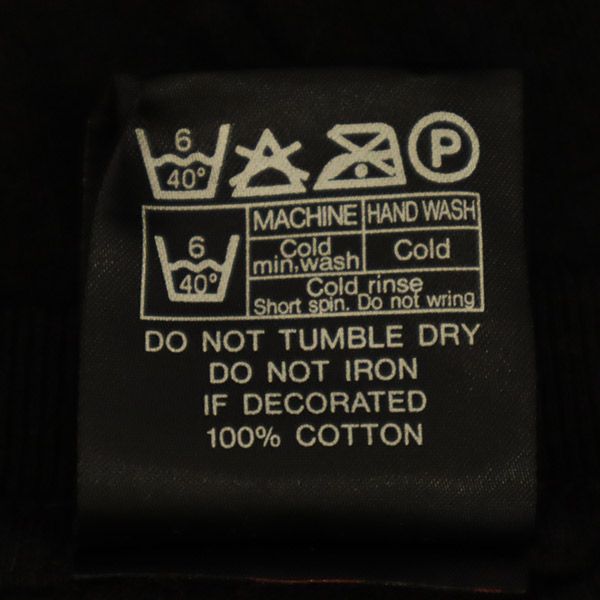 6
40°
P
MACHINE HAND WASH
6
40°
Cold
min.wash
Cold
Cold rinse
Short spin. Do not wring
DO NOT TUMBLE DRY
DO NOT IRON
IF DECORATED
100% COTTON